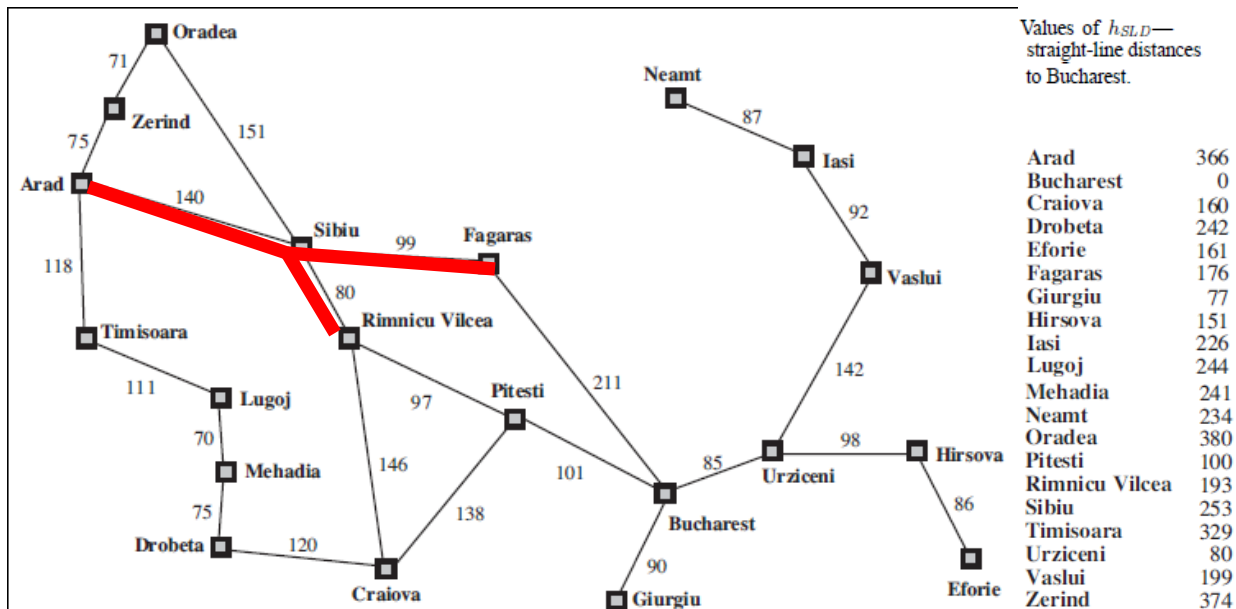 Oradea
71
Neamt
87
Zerind
151
75
Iasi
Arad
140
92
Sibiu
99
Fagaras
118
Vaslui
80
Timisoara
Rimnicu Vilcea
111
211
142
Lugoj
97
Pitesti
70
98
Hirsova
Mehadia
146
101
85
Urziceni
75
138
86
Bucharest
Drobeta
120
90
Craiova
Giurgiu
Eforie
Values of hSLD—
straight-line distances
to Bucharest.
Arad 366
Bucharest 0
Craiova 160
Drobeta 242
Eforie 161
Fagaras 176
Giurgiu 77
Hirsova 151
Iasi 226
Lugoj 244
Mehadia 241
Neamt 234
Oradea 380
Pitesti 100
Rimnicu Vilcea 193
Sibiu 253
Timisoara 329
Urziceni 80
Vaslui 199
Zerind 374